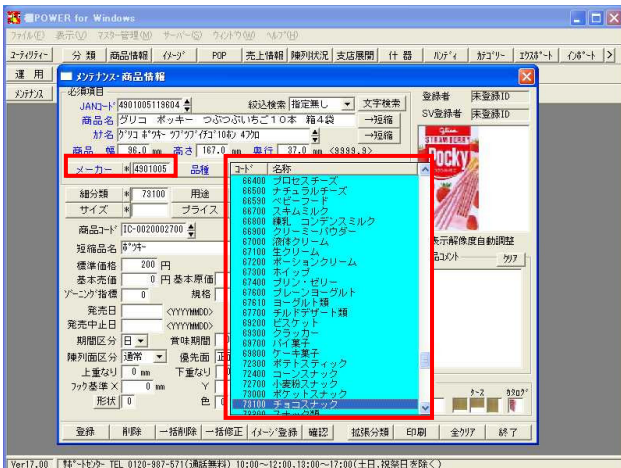 棚POWER for Windows
ファイル(F) 表示(V) マスター管理(M) サーバー(S) ウィンドウ(W) ヘルプ(H)
ユーティリティー 分類 商品情報 イメージ POP 売上情報 陳列状況 支店展開 什器 ハンディ カテゴリー エクスポート インポート
運用
メンテナンス
メンテナンス・商品情報
必須項目
JANコード 4901005119604 絞込検索 指定無し 文字検索
商品名 グリコ ポッキー つぶつぶいちご10本 箱4袋 →短縮
カナ名 グリコ ポツキー ツブツブイチゴ10ポン 4フクロ →短縮
商品 幅 96.0 mm 高さ 167.0 mm 奥行 37.0 mm <9999.9>
メーカー * 4901005 品種
細分類 * 73100 用途
サイズ * プライス
商品コード IC-0020002700
短縮品名 ポツキー
標準価格 200 円
基本売価 0 円 基本原価
ゾーニング指標 0 規格
発売日 <YYYYMMDD>
発売中止日 <YYYYMMDD>
期間区分 日 賞味期間
陳列面区分 通常 優先面
上重なり 0 mm 下重なり
フック基準 X 0 mm Y
形状 0 色
コード 名称
66400 プロセスチーズ
66500 ナチュラルチーズ
66590 ベビーフード
66700 スキムミルク
66800 練乳 コンデンスミルク
66900 クリーミーパウダー
67000 液体クリーム
67100 生クリーム
67200 ポーションクリーム
67300 ホイップ
67400 プリン・ゼリー
67600 プレーンヨーグルト
67610 ヨーグルト類
67700 チルドデザート類
69200 ビスケット
69300 クラッカー
69700 パイ菓子
69800 ケーキ菓子
72300 ポテトスティック
72400 コーンスナック
72700 小麦粉スナック
73000 ポケットスナック
73100 チョコスナック
登録者 未登録ID
SV登録者 未登録ID
Glico
STRAWBERRY
Pocky
表示解像度自動調整
品コメント クリア
ケース
登録 削除 一括削除 一括修正 イメージ登録 確認 拡張分類 印刷 全クリア 終了
Ver17.00 サポートセンター TEL 0120-987-571(通話無料) 10:00～12:00,13:00～17:00(土日,祝祭日を除く)